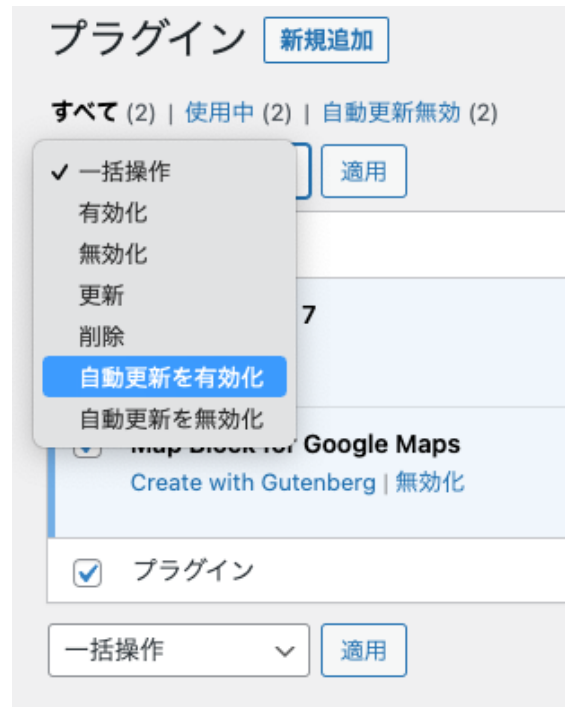 プラグイン 新規追加
すべて (2) | 使用中 (2) | 自動更新無効 (2)
✓ 一括操作
適用
有効化
無効化
更新
7
削除
自動更新を有効化
自動更新を無効化
Map Block for Google Maps
Create with Gutenberg | 無効化
プラグイン
一括操作
適用